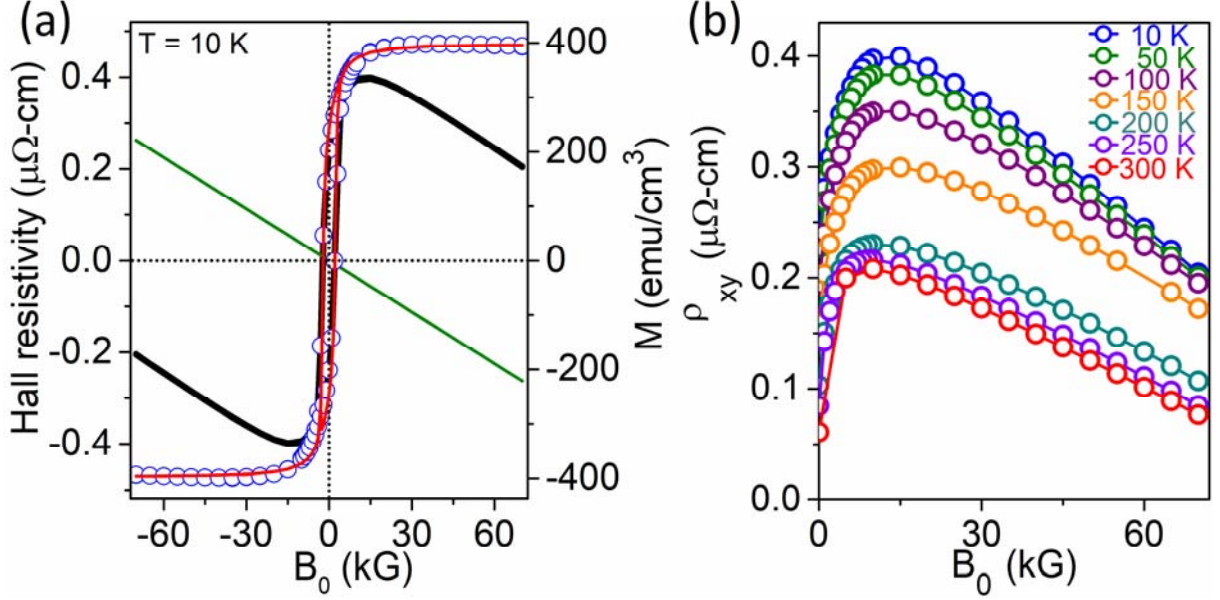 (a)
T = 10 K
Hall resistivity (μΩ-cm)
0.4
0.2
0.0
-0.2
-0.4
400
200
0
-200
-400
M (emu/cm³)
-60 -30 0 30 60
B₀ (kG)
(b)
10 K
50 K
100 K
150 K
200 K
250 K
300 K
ρxy (μΩ-cm)
0.4
0.3
0.2
0.1
0.0
0 30 60
B₀ (kG)